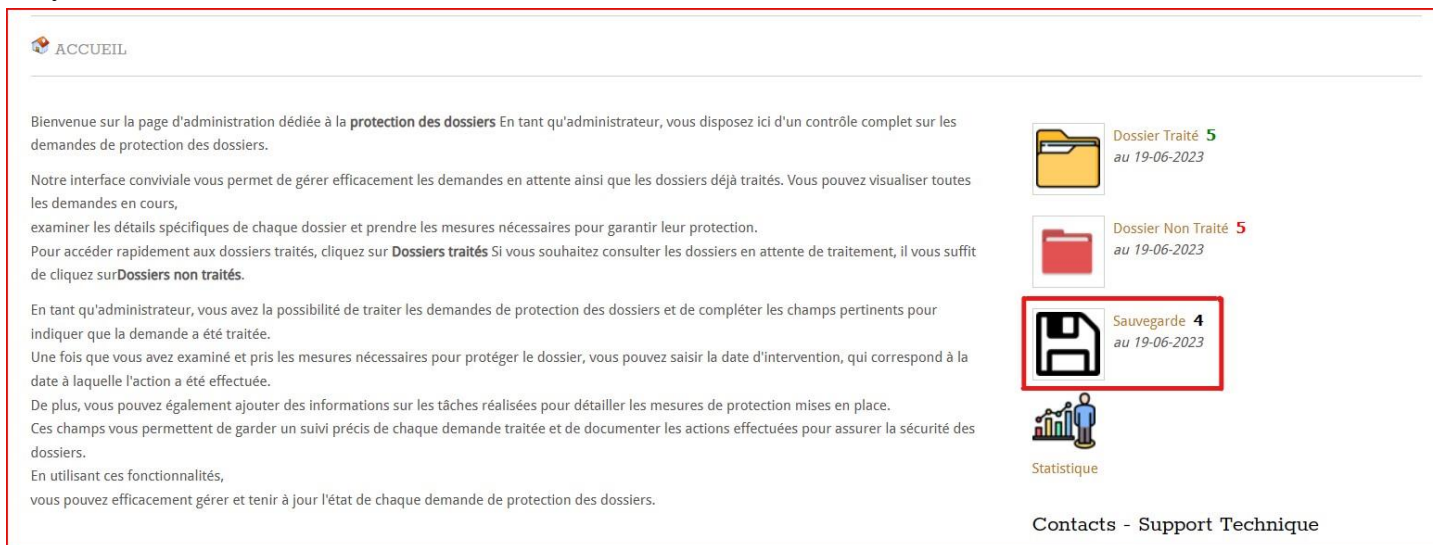 ACCUEIL
Bienvenue sur la page d'administration dédiée à la protection des dossiers En tant qu'administrateur, vous disposez ici d'un contrôle complet sur les
demandes de protection des dossiers.
Notre interface conviviale vous permet de gérer efficacement les demandes en attente ainsi que les dossiers déjà traités. Vous pouvez visualiser toutes
les demandes en cours,
examiner les détails spécifiques de chaque dossier et prendre les mesures nécessaires pour garantir leur protection.
Pour accéder rapidement aux dossiers traités, cliquez sur Dossiers traités Si vous souhaitez consulter les dossiers en attente de traitement, il vous suffit
de cliquez surDossiers non traités.
En tant qu'administrateur, vous avez la possibilité de traiter les demandes de protection des dossiers et de compléter les champs pertinents pour
indiquer que la demande a été traitée.
Une fois que vous avez examiné et pris les mesures nécessaires pour protéger le dossier, vous pouvez saisir la date d'intervention, qui correspond à la
date à laquelle l'action a été effectuée.
De plus, vous pouvez également ajouter des informations sur les tâches réalisées pour détailler les mesures de protection mises en place.
Ces champs vous permettent de garder un suivi précis de chaque demande traitée et de documenter les actions effectuées pour assurer la sécurité des
dossiers.
En utilisant ces fonctionnalités,
vous pouvez efficacement gérer et tenir à jour l'état de chaque demande de protection des dossiers.
Dossier Traité 5
au 19-06-2023
Dossier Non Traité 5
au 19-06-2023
Sauvegarde 4
au 19-06-2023
Statistique
Contacts - Support Technique